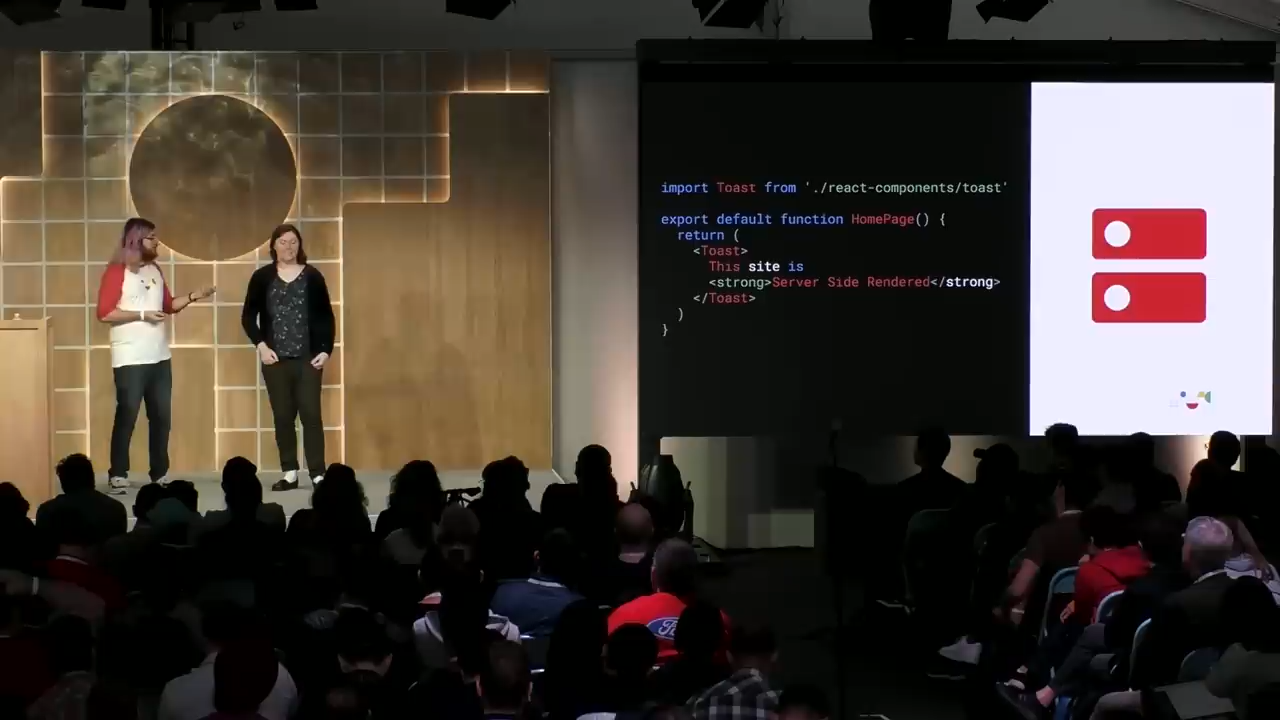 import Toast from './react-components/toast'
export default function HomePage() {
return (
<Toast>
This site is
<strong>Server Side Rendered</strong>
</Toast>
)
}
Ford